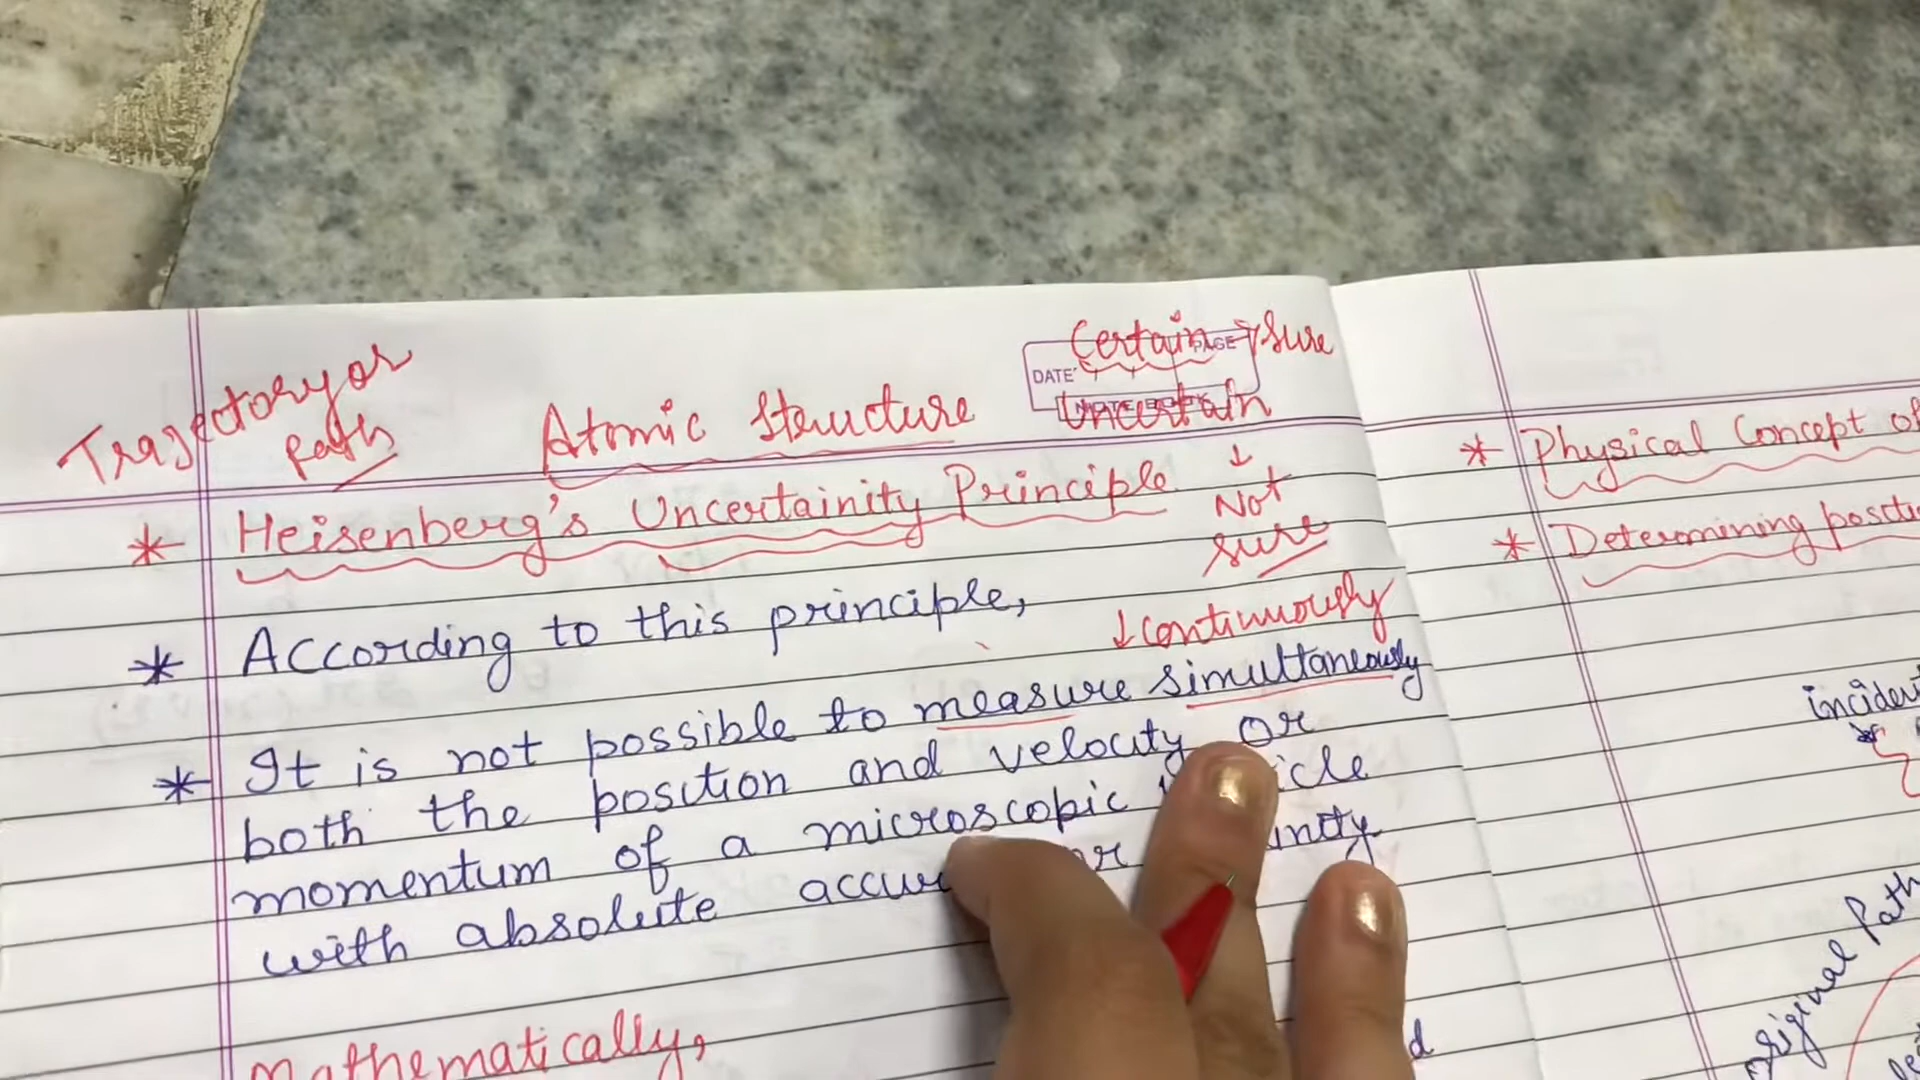 Certain → Sure
DATE PAGE
Trajectory or
path
Atomic Structure
Uncertain
* Heisenberg's Uncertainity Principle
↓
Not
sure
* According to this principle,
↓ continuously
* It is not possible to measure simultaneously
both the position and velocity or
momentum of a microscopic
with absolute
Mathematically,
* Physical Concept of
* Determining
incident
original Path